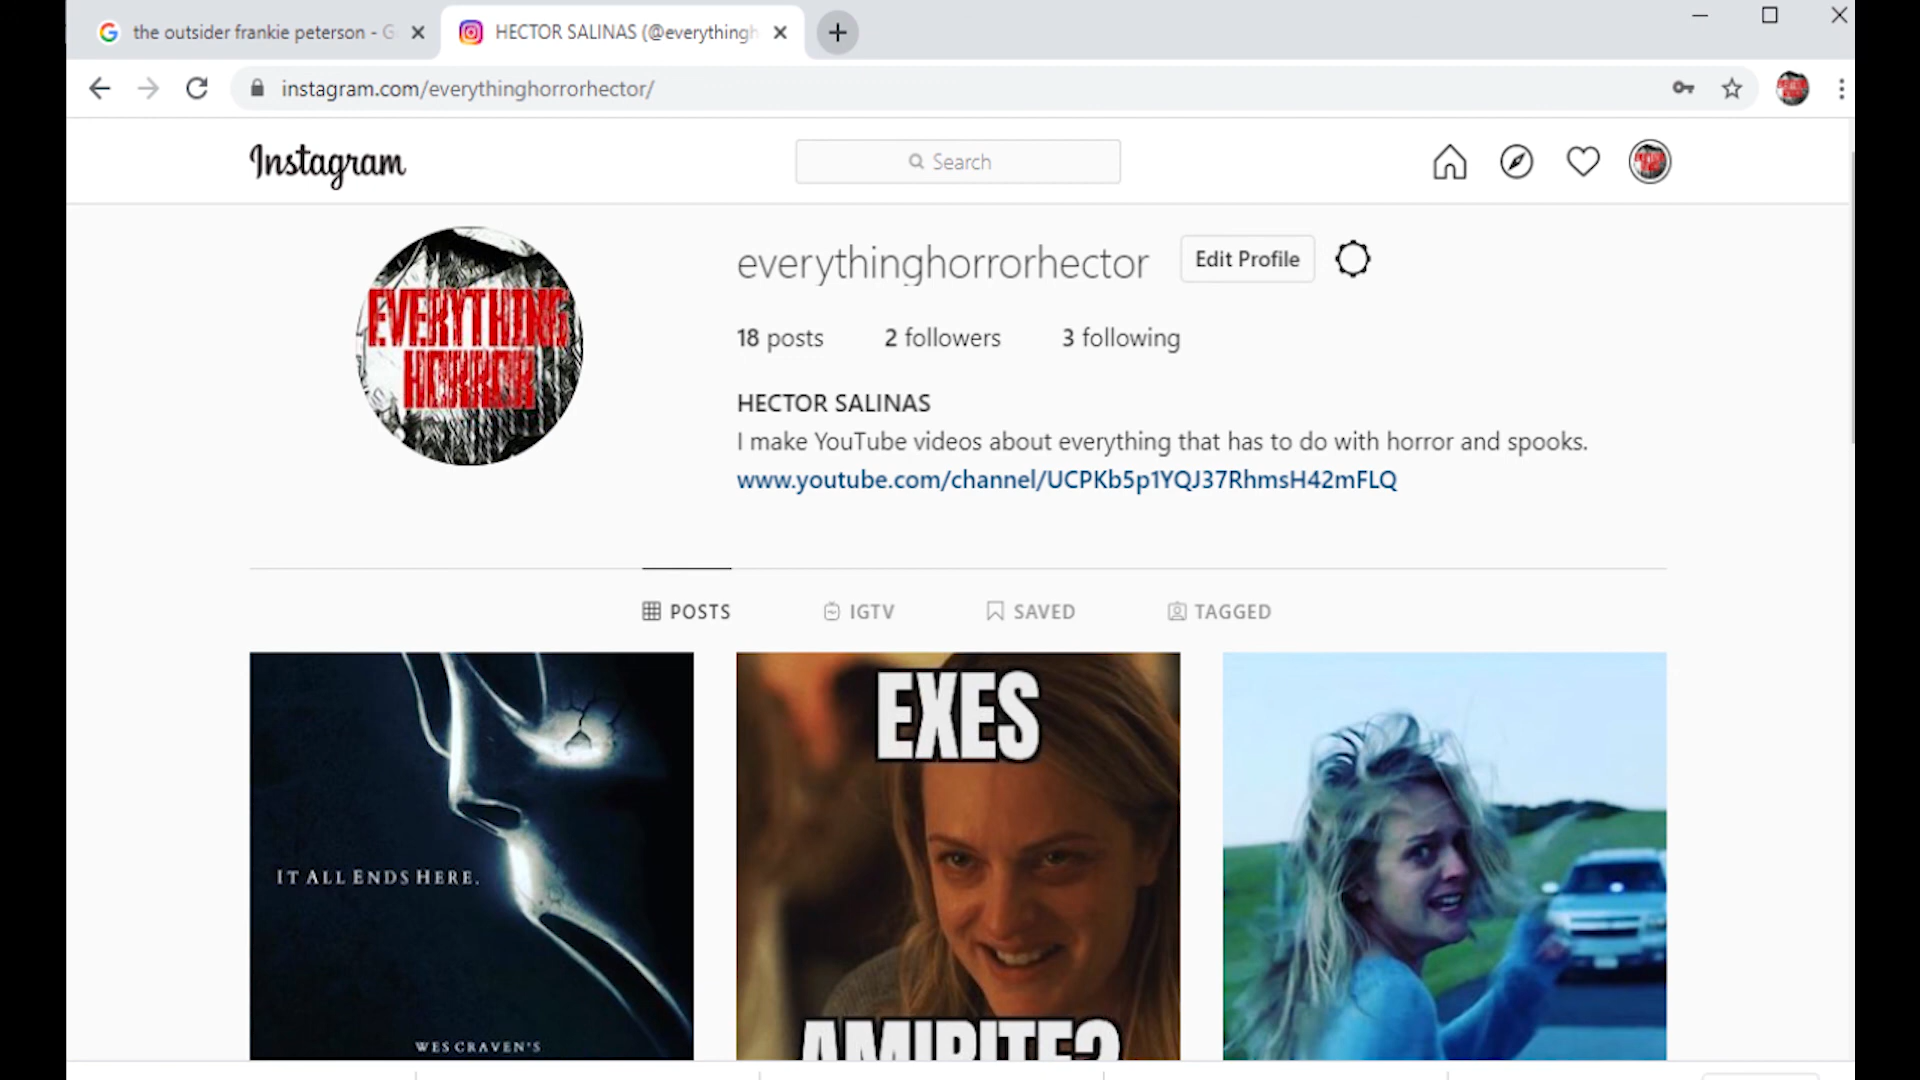 the outsider frankie peterson - G
HECTOR SALINAS (@everythingh
instagram.com/everythinghorrorhector/
Instagram
Search
EVERYTHING
HORROR
everythinghorrorhector
Edit Profile
18 posts
2 followers
3 following
HECTOR SALINAS
I make YouTube videos about everything that has to do with horror and spooks.
www.youtube.com/channel/UCPKb5p1YQJ37RhmsH42mFLQ
POSTS
IGTV
SAVED
TAGGED
IT ALL ENDS HERE.
WES CRAVEN'S
EXES
AMIRITE?